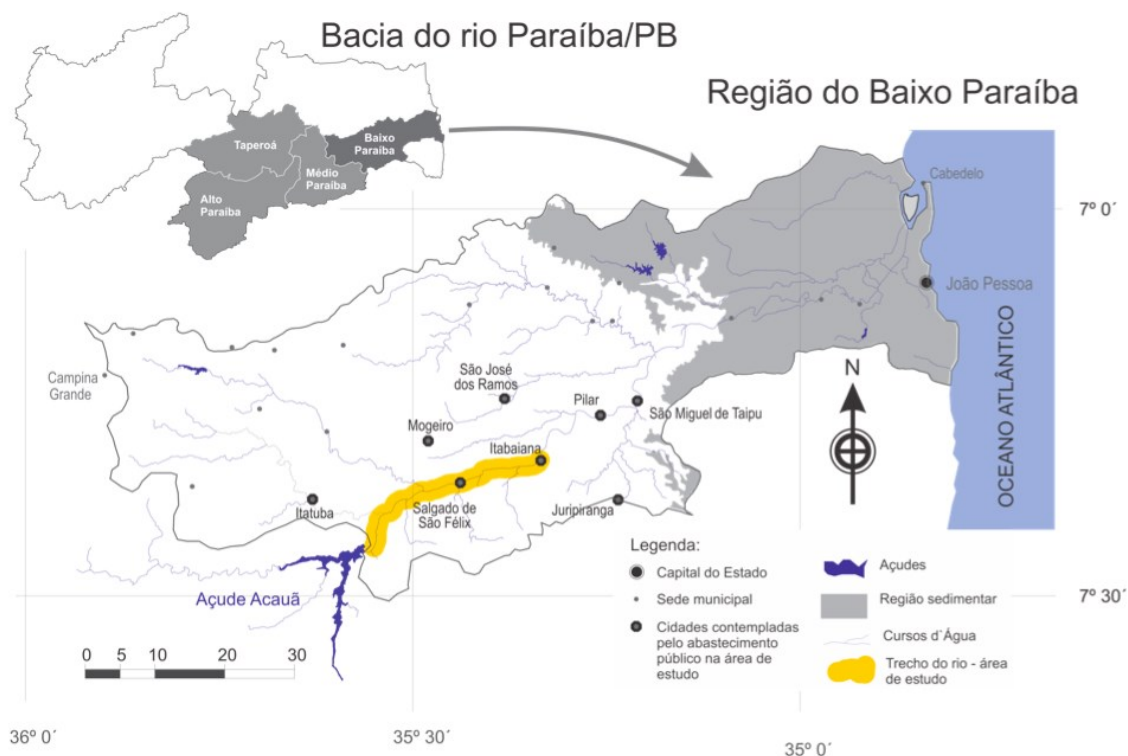 Bacia do rio Paraíba/PB
Região do Baixo Paraíba
Taperoá
Baixo
Paraíba
Médio
Paraíba
Alto
Paraíba
Cabedelo
7º 0´
João Pessoa
OCEANO ATLÂNTICO
N
Campina
Grande
São José
dos Ramos
Pilar
São Miguel de Taipu
Mogeiro
Itabaiana
Salgado de
São Félix
Itatuba
Juripiranga
Açude Acauã
Legenda:
Capital do Estado
Sede municipal
Cidades contempladas
pelo abastecimento
público na área de
estudo
Açudes
Região sedimentar
Cursos d´Água
Trecho do rio - área
de estudo
7º 30´
0 5 10 20 30
36º 0´
35º 30´
35º 0´